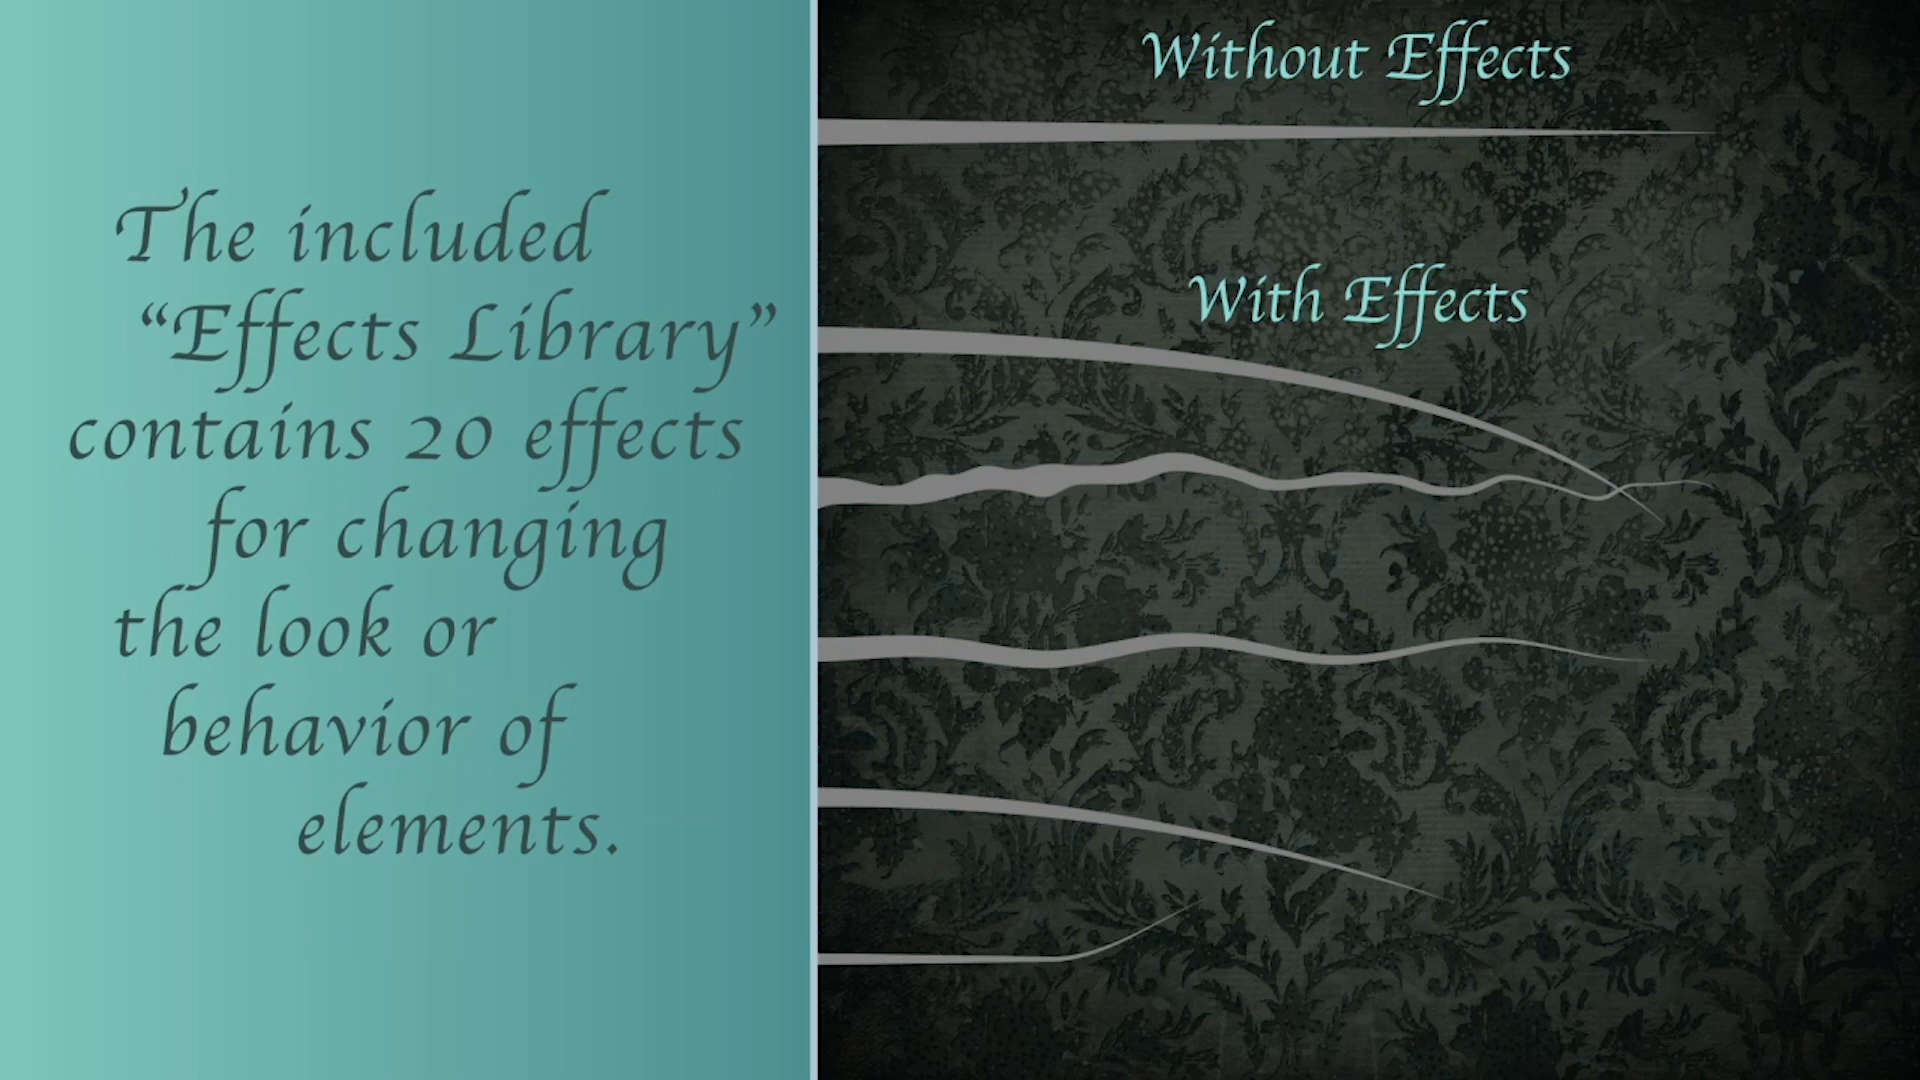 The included
“Effects Library”
contains 20 effects
for changing
the look or
behavior of
elements.
Without Effects
With Effects